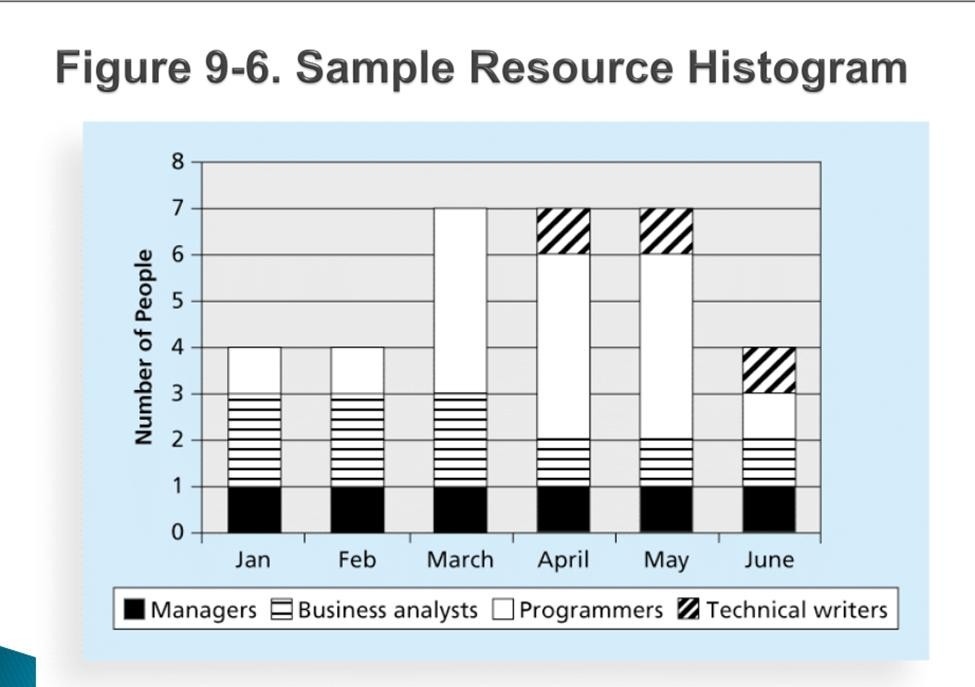 Figure 9-6. Sample Resource Histogram
8
7
6
5
4
3
2
1
0
Number of People
Jan Feb March April May June
Managers Business analysts Programmers Technical writers